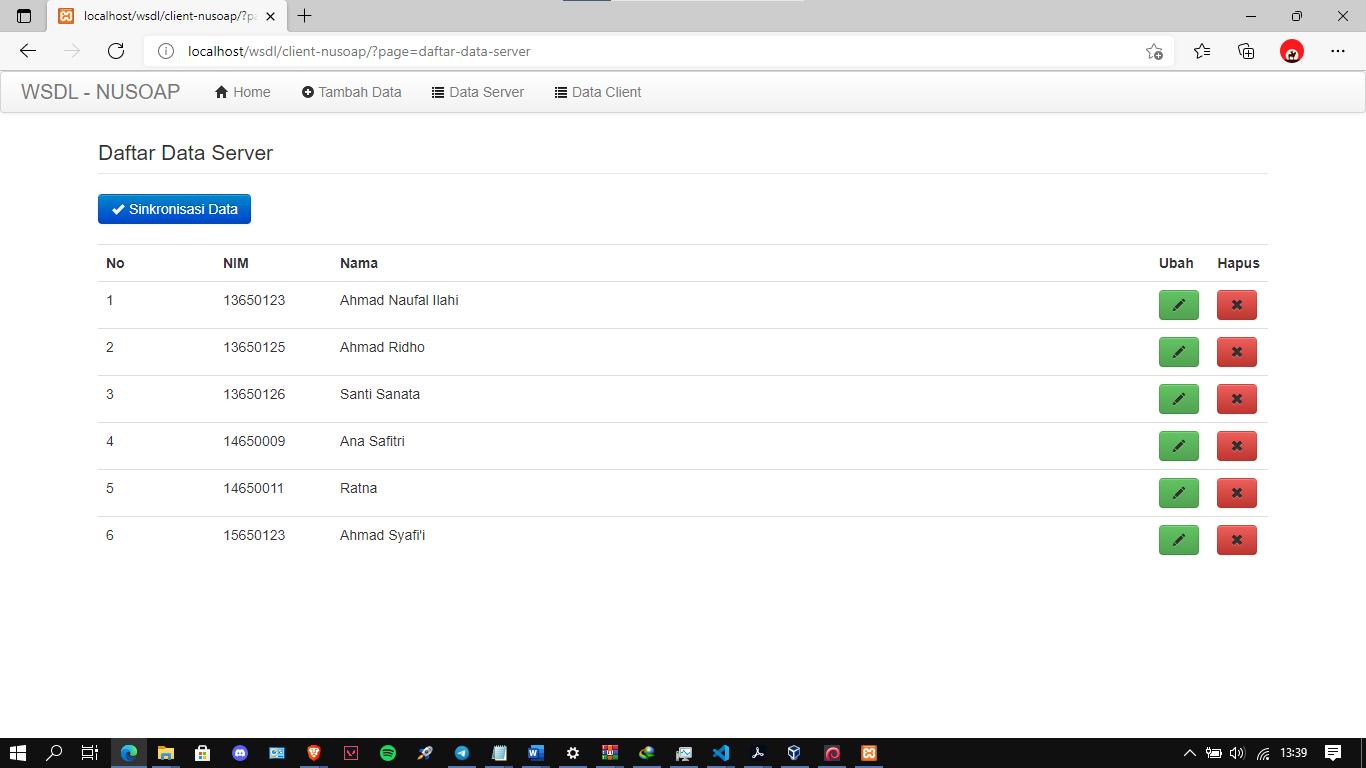 localhost/wsdl/client-nusoap/?pa
localhost/wsdl/client-nusoap/?page=daftar-data-server
WSDL - NUSOAP Home Tambah Data Data Server Data Client
Daftar Data Server
Sinkronisasi Data
No NIM Nama Ubah Hapus
1 13650123 Ahmad Naufal Ilahi
2 13650125 Ahmad Ridho
3 13650126 Santi Sanata
4 14650009 Ana Safitri
5 14650011 Ratna
6 15650123 Ahmad Syafi'i
13:39